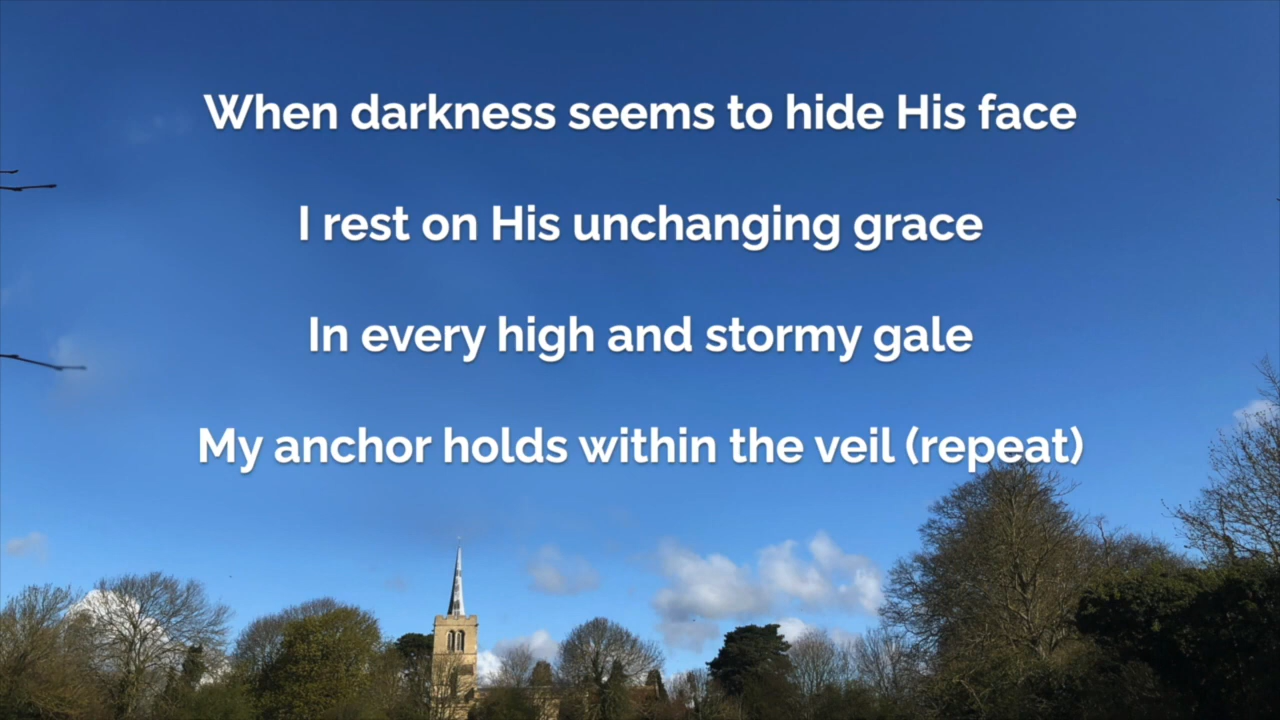 When darkness seems to hide His face
I rest on His unchanging grace
In every high and stormy gale
My anchor holds within the veil (repeat)